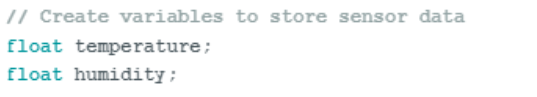 // Create variables to store sensor data
float temperature;
float humidity;